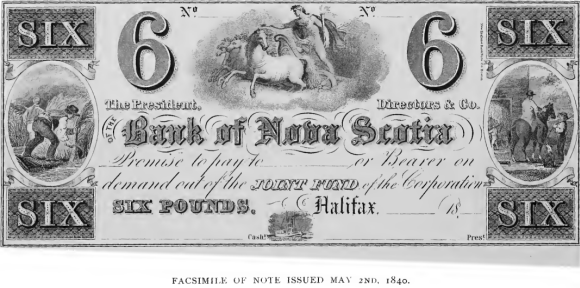 SIX 6 Nº Nº 6 SIX
The President, Directors & Co.
OF THE Bank of Nova Scotia
Promise to pay to or Bearer on
demand out of the JOINT FUND of the Corporation
SIX SIX POUNDS. Halifax. 18 SIX
Cashr. Prest
FACSIMILE OF NOTE ISSUED MAY 2ND, 1840.